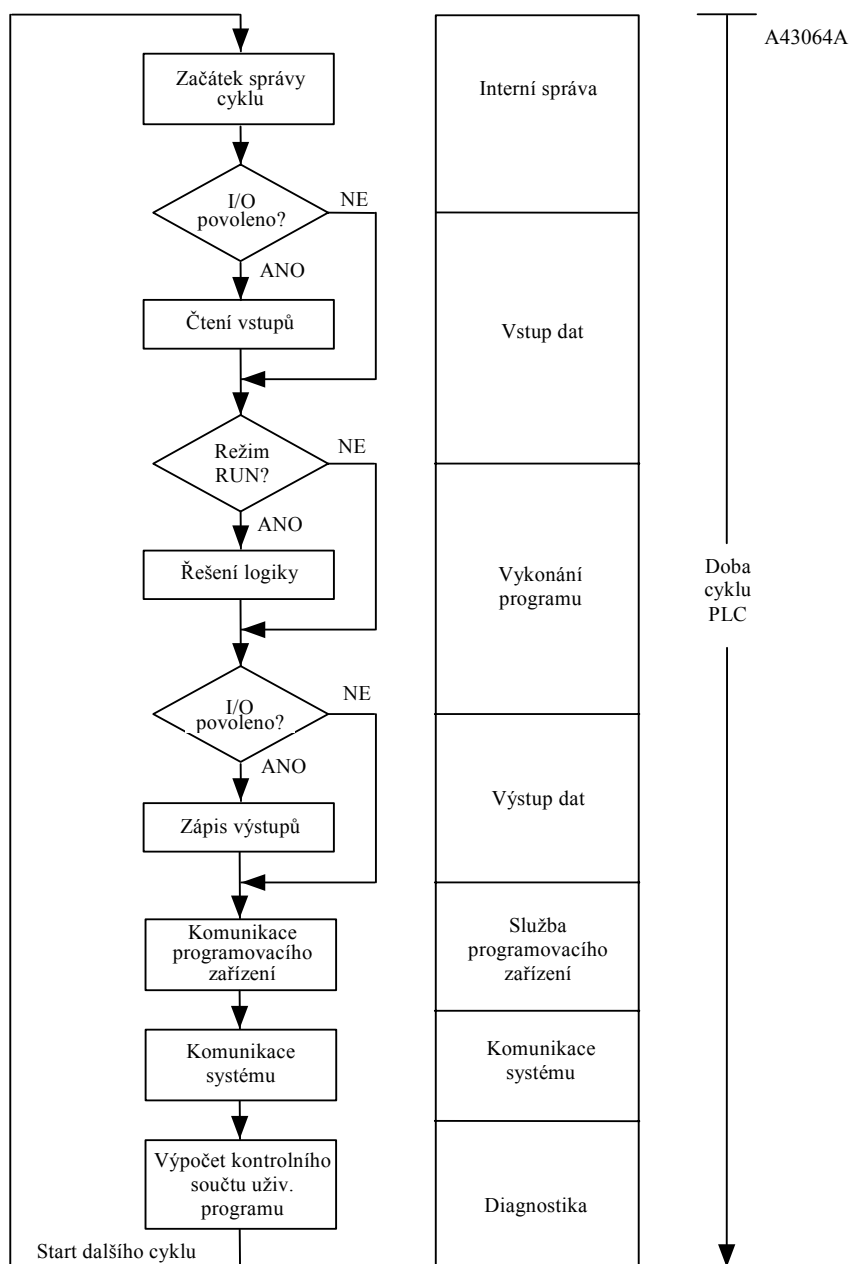 A43064A
Začátek správy
cyklu
Interní správa
I/O
povoleno?
NE
ANO
Čtení vstupů
Vstup dat
Režim
RUN?
NE
ANO
Řešení logiky
Vykonání
programu
Doba
cyklu
PLC
I/O
povoleno?
NE
ANO
Zápis výstupů
Výstup dat
Komunikace
programovacího
zařízení
Služba
programovacího
zařízení
Komunikace
systému
Komunikace
systému
Výpočet kontrolního
součtu uživ.
programu
Diagnostika
Start dalšího cyklu